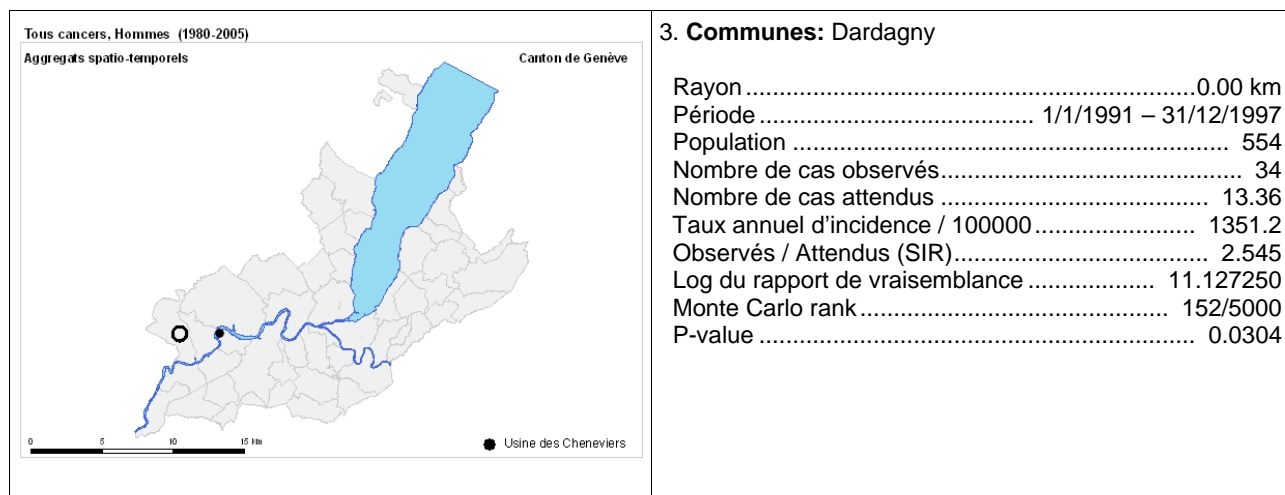 Tous cancers, Hommes (1980-2005)
Aggregats spatio-temporels
Canton de Genève
0 5 10 15 Km
Usine des Cheneviers
3. Communes: Dardagny
Rayon ................................................................0.00 km
Période ..................................... 1/1/1991 – 31/12/1997
Population ............................................................... 554
Nombre de cas observés........................................... 34
Nombre de cas attendus ...................................... 13.36
Taux annuel d'incidence / 100000....................... 1351.2
Observés / Attendus (SIR).................................... 2.545
Log du rapport de vraisemblance ................... 11.127250
Monte Carlo rank............................................ 152/5000
P-value ............................................................... 0.0304